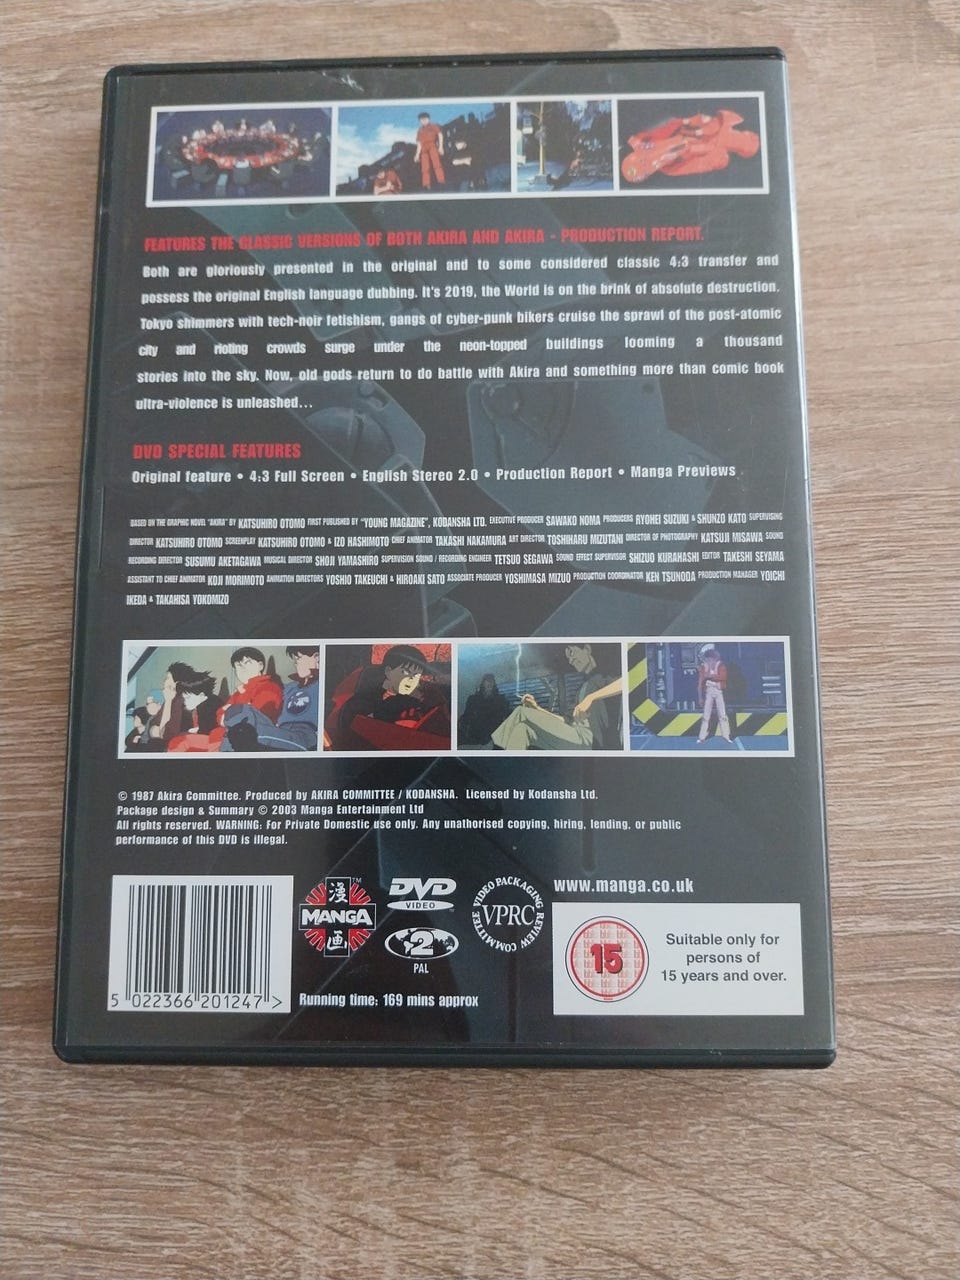 FEATURES THE CLASSIC VERSIONS OF BOTH AKIRA AND AKIRA - PRODUCTION REPORT.
Both are gloriously presented in the original and to some considered classic 4:3 transfer and
possess the original English language dubbing. It's 2019, the World is on the brink of absolute destruction.
Tokyo shimmers with tech-noir fetishism, gangs of cyber-punk bikers cruise the sprawl of the post-atomic
city and rioting crowds surge under the neon-topped buildings looming a thousand
stories into the sky. Now, old gods return to do battle with Akira and something more than comic book
ultra-violence is unleashed...
DVD SPECIAL FEATURES
Original feature • 4:3 Full Screen • English Stereo 2.0 • Production Report • Manga Previews
BASED ON THE GRAPHIC NOVEL "AKIRA" BY KATSUHIRO OTOMO FIRST PUBLISHED BY "YOUNG MAGAZINE", KODANSHA LTD. EXECUTIVE PRODUCER SAWAKO NOMA PRODUCERS RYOHEI SUZUKI & SHUNZO KATO SUPERVISING
DIRECTOR KATSUHIRO OTOMO SCREENPLAY KATSUHIRO OTOMO & IZO HASHIMOTO CHIEF ANIMATOR TAKASHI NAKAMURA ART DIRECTOR TOSHIHARU MIZUTANI DIRECTOR OF PHOTOGRAPHY KATSUJI MISAWA SOUND
RECORDING DIRECTOR SUSUMU AKETAGAWA MUSICAL DIRECTOR SHOJI YAMASHIRO SUPERVISION SOUND / RECORDING ENGINEER TETSUO SEGAWA SOUND EFFECT SUPERVISOR SHIZUO KURAHASHI EDITOR TAKESHI SEYAMA
ASSISTANT TO CHIEF ANIMATOR KOJI MORIMOTO ANIMATION DIRECTORS YOSHIO TAKEUCHI & HIROAKI SATO ASSOCIATE PRODUCER YOSHIMASA MIZUO PRODUCTION COORDINATOR KEN TSUNODA PRODUCTION MANAGER YOICHI
IKEDA & TAKAHISA YOKOMIZO
© 1987 Akira Committee. Produced by AKIRA COMMITTEE / KODANSHA. Licensed by Kodansha Ltd.
Package design & Summary © 2003 Manga Entertainment Ltd
All rights reserved. WARNING: For Private Domestic use only. Any unathorised copying, hiring, lending, or public
performance of this DVD is illegal.
5 022366 201247 >
漫 TM
MANGA
画
DVD
VIDEO
2
PAL
VIDEO PACKAGING REVIEW COMMITTEE
VPRC
www.manga.co.uk
15
Suitable only for
persons of
15 years and over.
Running time: 169 mins approx